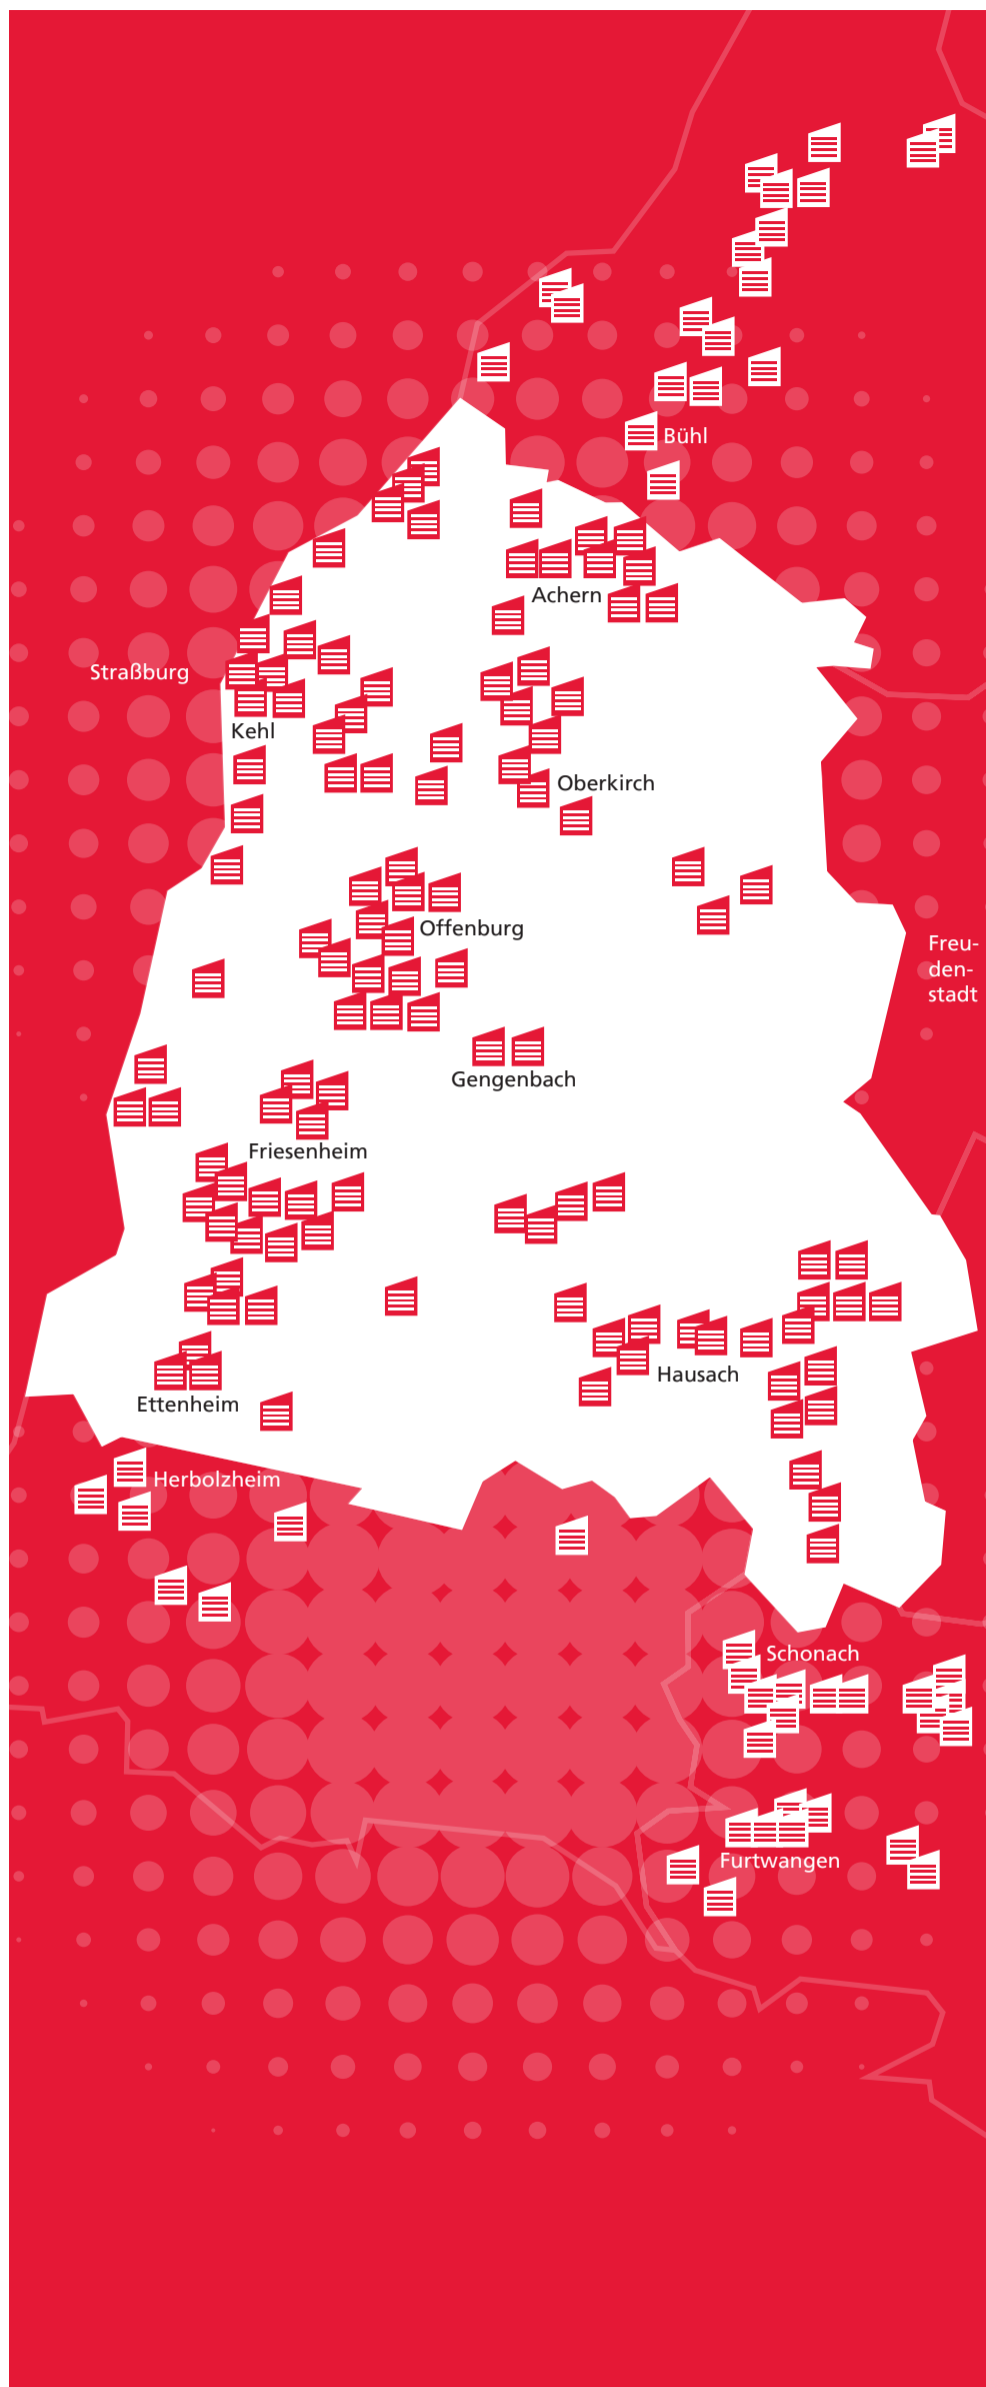 Bühl
Achern
Straßburg
Kehl
Oberkirch
Offenburg
Freu-
den-
stadt
Gengenbach
Friesenheim
Hausach
Ettenheim
Herbolzheim
Schonach
Furtwangen